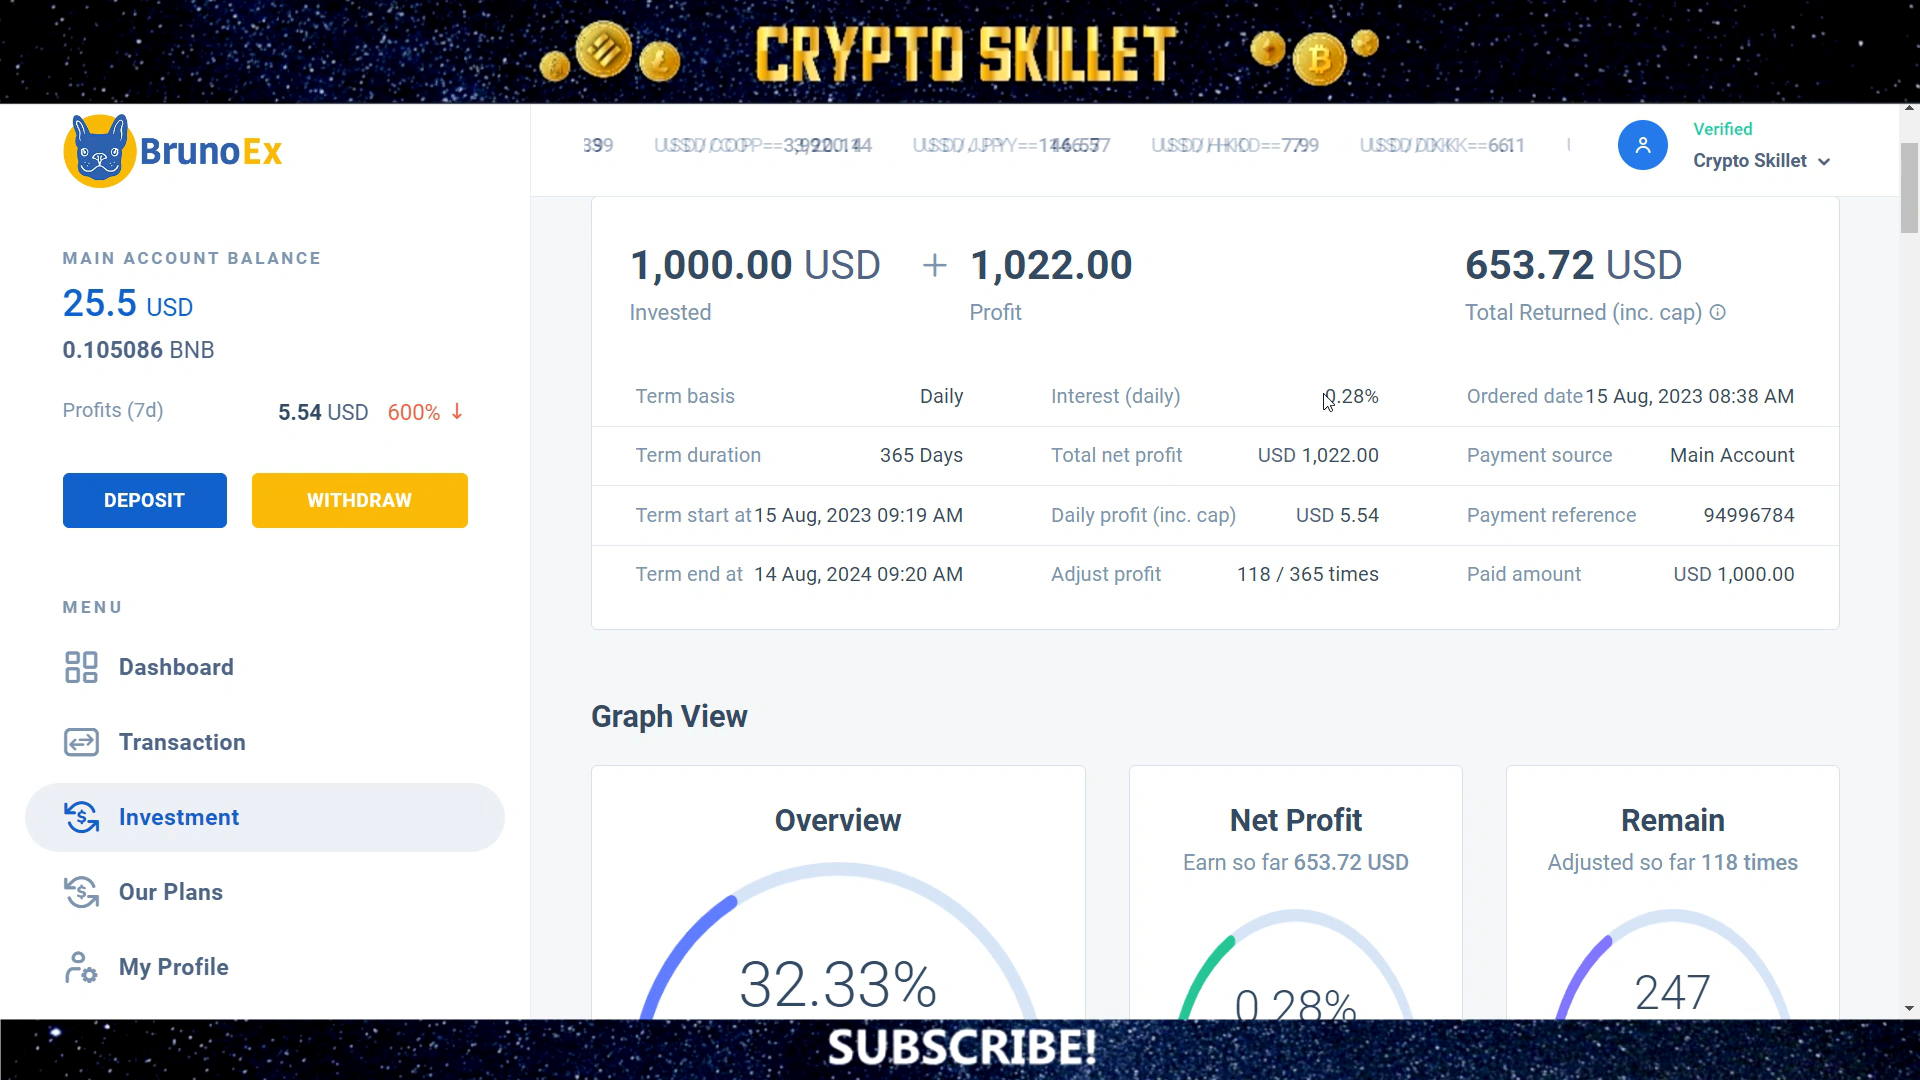 CRYPTO SKILLET
BrunoEx
Verified
Crypto Skillet
MAIN ACCOUNT BALANCE
25.5 USD
0.105086 BNB
Profits (7d) 5.54 USD 600% ↓
DEPOSIT WITHDRAW
MENU
Dashboard
Transaction
Investment
Our Plans
My Profile
1,000.00 USD + 1,022.00 653.72 USD
Invested Profit Total Returned (inc. cap)
Term basis Daily Interest (daily) 0.28% Ordered date 15 Aug, 2023 08:38 AM
Term duration 365 Days Total net profit USD 1,022.00 Payment source Main Account
Term start at 15 Aug, 2023 09:19 AM Daily profit (inc. cap) USD 5.54 Payment reference 94996784
Term end at 14 Aug, 2024 09:20 AM Adjust profit 118 / 365 times Paid amount USD 1,000.00
Graph View
Overview Net Profit Remain
Earn so far 653.72 USD Adjusted so far 118 times
32.33% 0.28% 247
SUBSCRIBE!